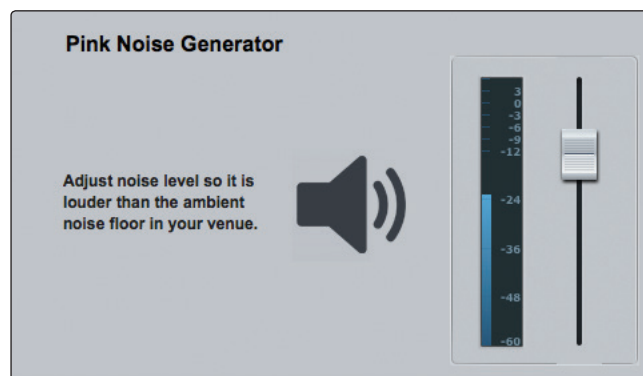 Pink Noise Generator
Adjust noise level so it is
louder than the ambient
noise floor in your venue.
3
0
-3
-6
-9
-12
-24
-36
-48
-60